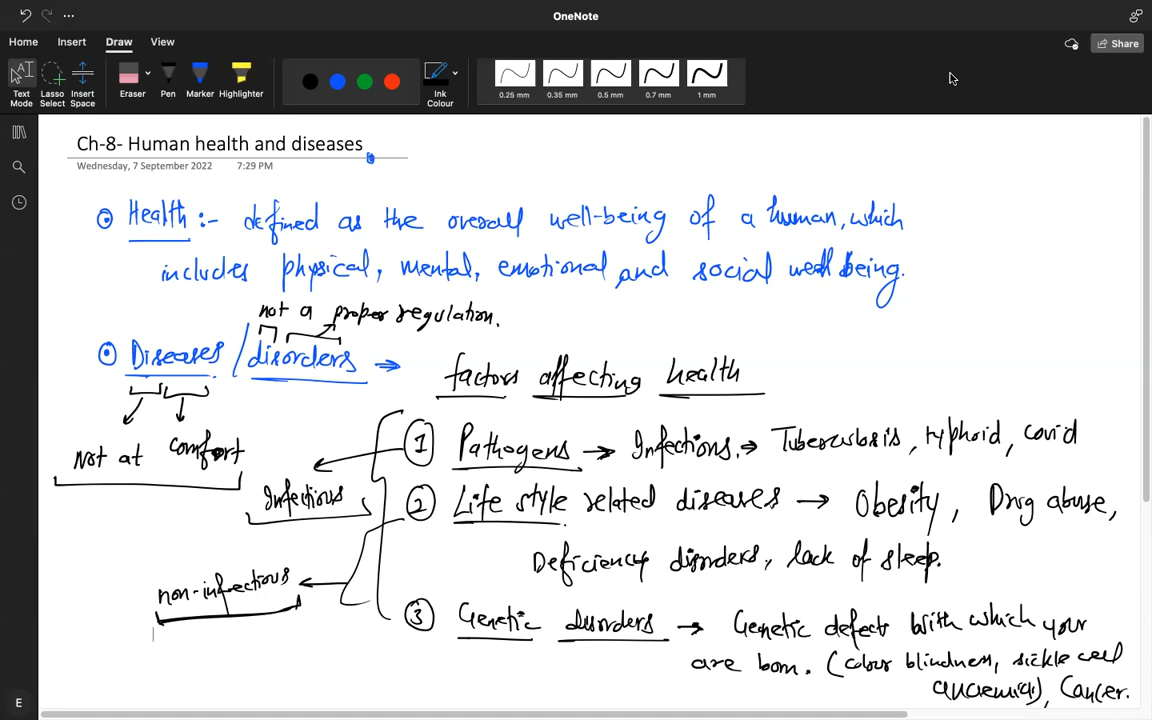 OneNote
Home Insert Draw View
Share
Text Mode
Lasso Select
Insert Space
Eraser
Pen
Marker
Highlighter
Ink Colour
0.25 mm 0.35 mm 0.5 mm 0.7 mm 1 mm
Ch-8- Human health and diseases
Wednesday, 7 September 2022 7:29 PM
Health :- defined as the overall well-being of a human, which
includes physical, mental, emotional and social well being.
not a proper regulation.
Diseases / disorders →
factors affecting health
not at comfort
1 Pathogens → Infections → Tuberculosis, typhoid, covid
Infectious
2 Life style related diseases → Obesity, Drug abuse,
Deficiency disorders, lack of sleep.
non-infectious
3 Genetic disorders → Genetic defect with which your
are born. (colour blindness, sickle cell
Cancer.
E